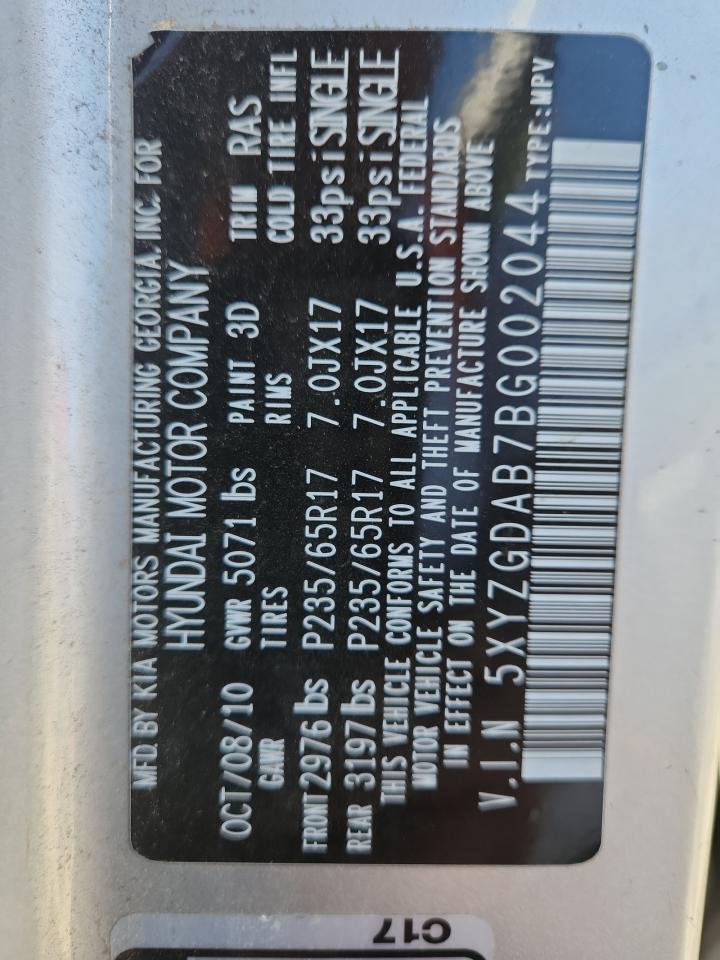 MFD. BY KIA MOTORS MANUFACTURING GEORGIA. INC. FOR
HYUNDAI MOTOR COMPANY
OCT/08/10 GVWR 5071 lbs PAINT 3D TRIM RAS
GAWR TIRES RIMS COLD TIRE INFL
FRONT 2976 lbs P235/65R17 7.0JX17 33psi SINGLE
REAR 3197 lbs P235/65R17 7.0JX17 33psi SINGLE
THIS VEHICLE CONFORMS TO ALL APPLICABLE U.S.A. FEDERAL
MOTOR VEHICLE SAFETY AND THEFT PREVENTION STANDARDS
IN EFFECT ON THE DATE OF MANUFACTURE SHOWN ABOVE
V.I.N 5XYZGDAB7BG002044 TYPE:MPV
C17